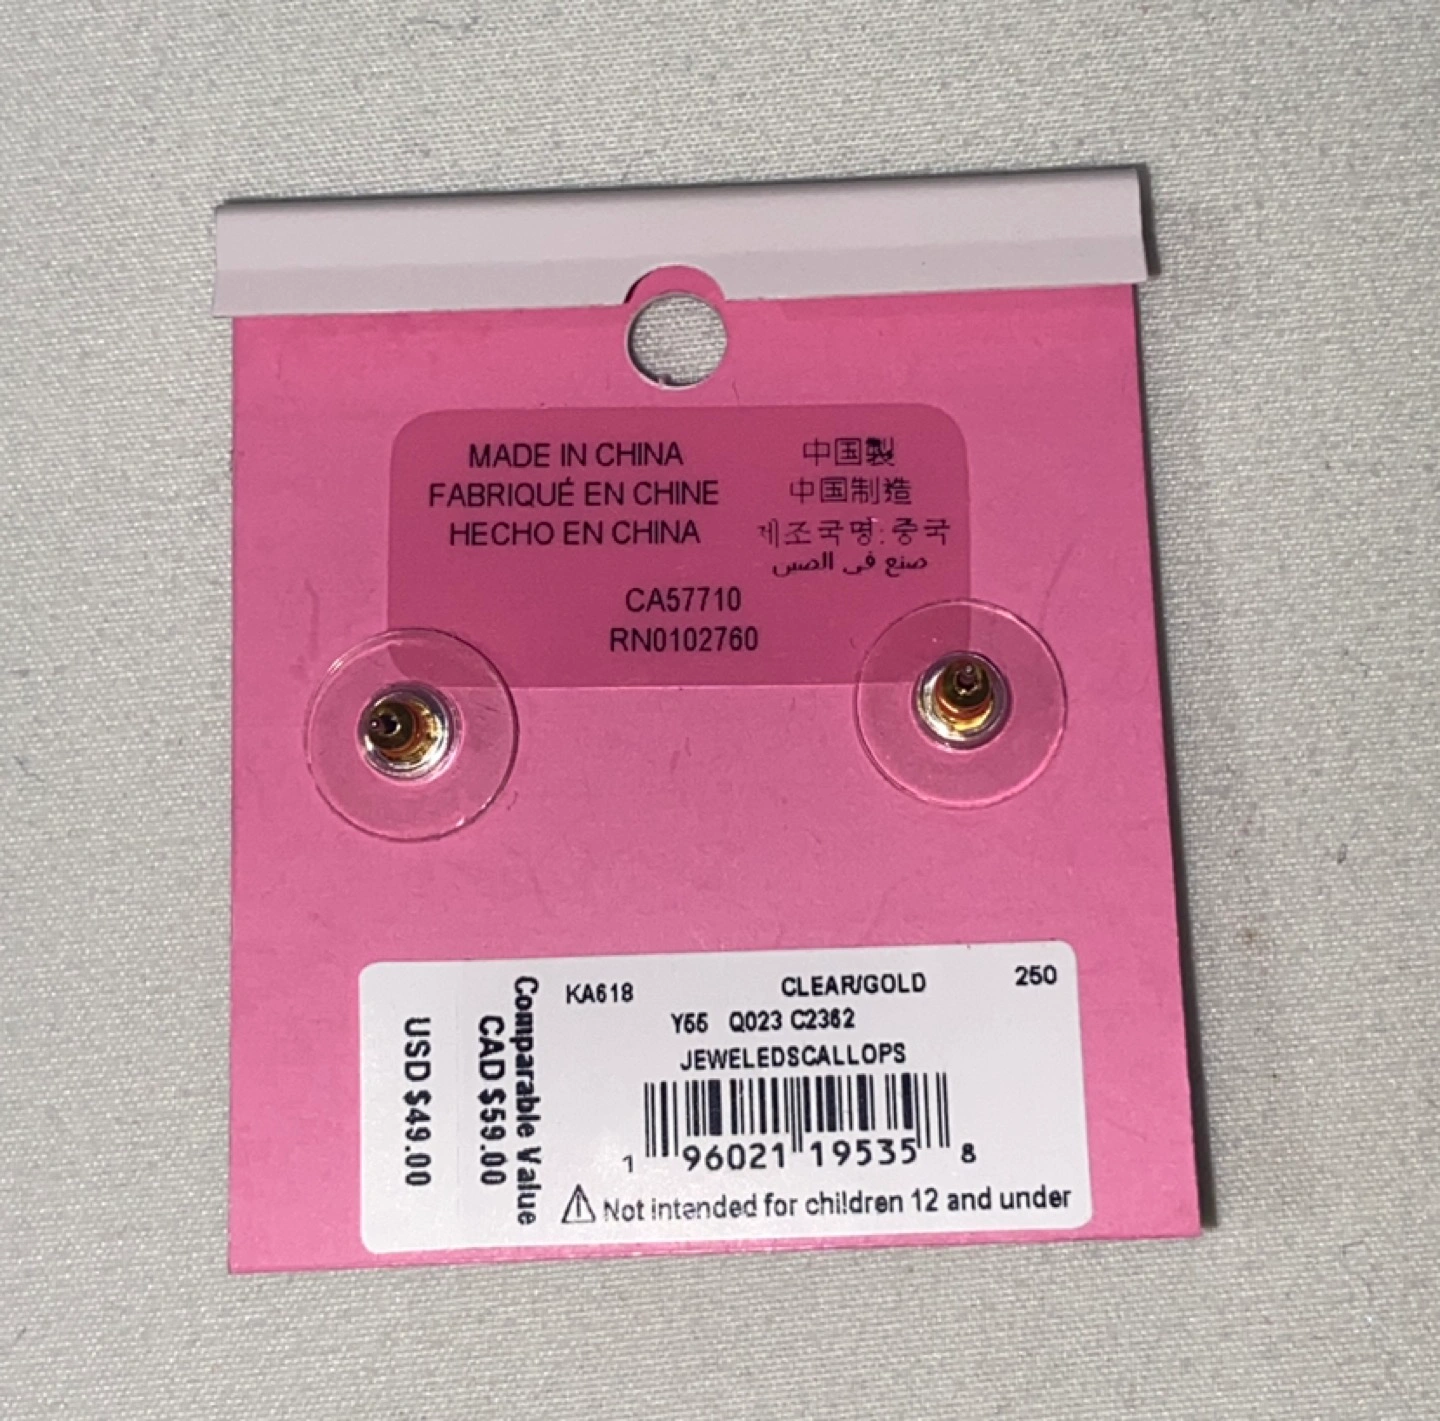 MADE IN CHINA
FABRIQUÉ EN CHINE
HECHO EN CHINA
中国製
中国制造
제조국명: 중국
صنع في الصين
CA57710
RN0102760
KA618 CLEAR/GOLD 250
Y55 Q023 C2362
JEWELEDSCALLOPS
1 96021 19535 8
Not intended for children 12 and under
Comparable Value
CAD $59.00
USD $49.00